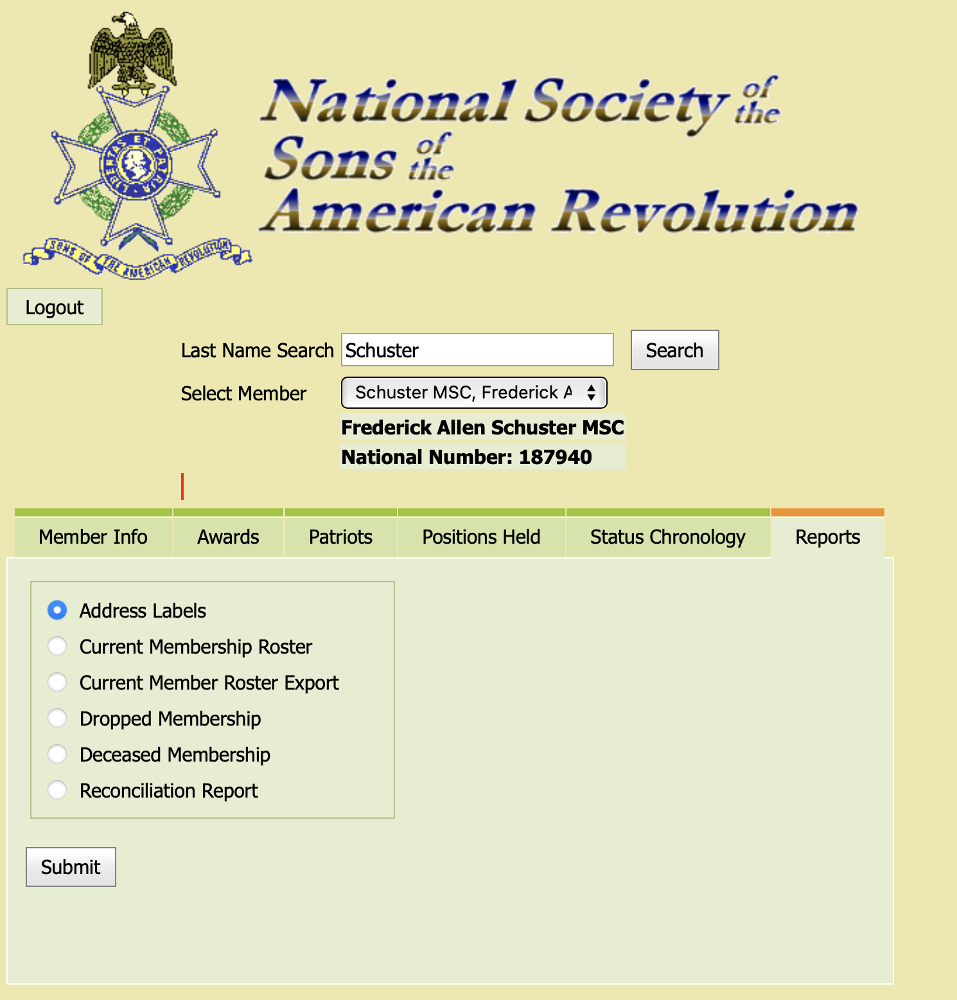 National Society of the
Sons of the
American Revolution
LIBERTAS ET PATRIA
SONS OF THE AMERICAN REVOLUTION
Logout
Last Name Search Schuster Search
Select Member Schuster MSC, Frederick A
Frederick Allen Schuster MSC
National Number: 187940
Member Info Awards Patriots Positions Held Status Chronology Reports
Address Labels
Current Membership Roster
Current Member Roster Export
Dropped Membership
Deceased Membership
Reconciliation Report
Submit